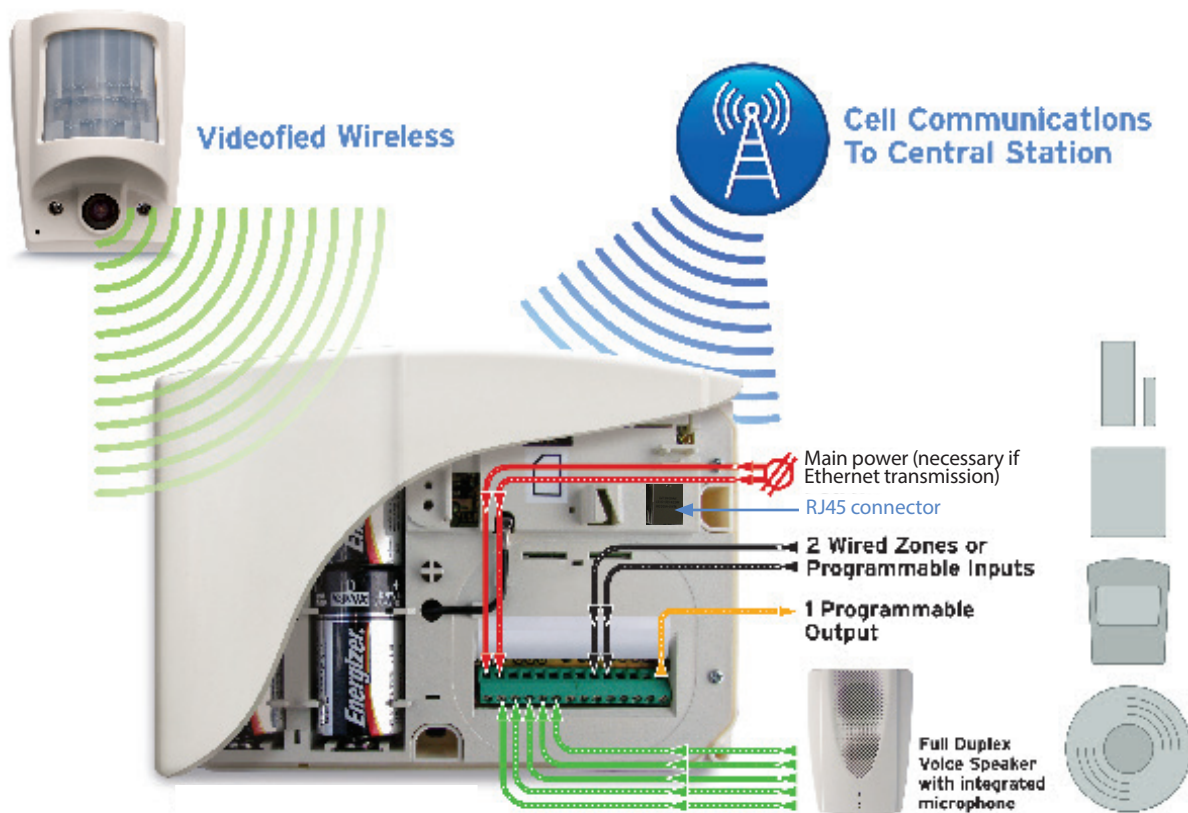 Videofied Wireless
Cell Communications
To Central Station
Main power (necessary if
Ethernet transmission)
RJ45 connector
2 Wired Zones or
Programmable Inputs
1 Programmable
Output
Energizer
Energizer
Full Duplex
Voice Speaker
with integrated
microphone